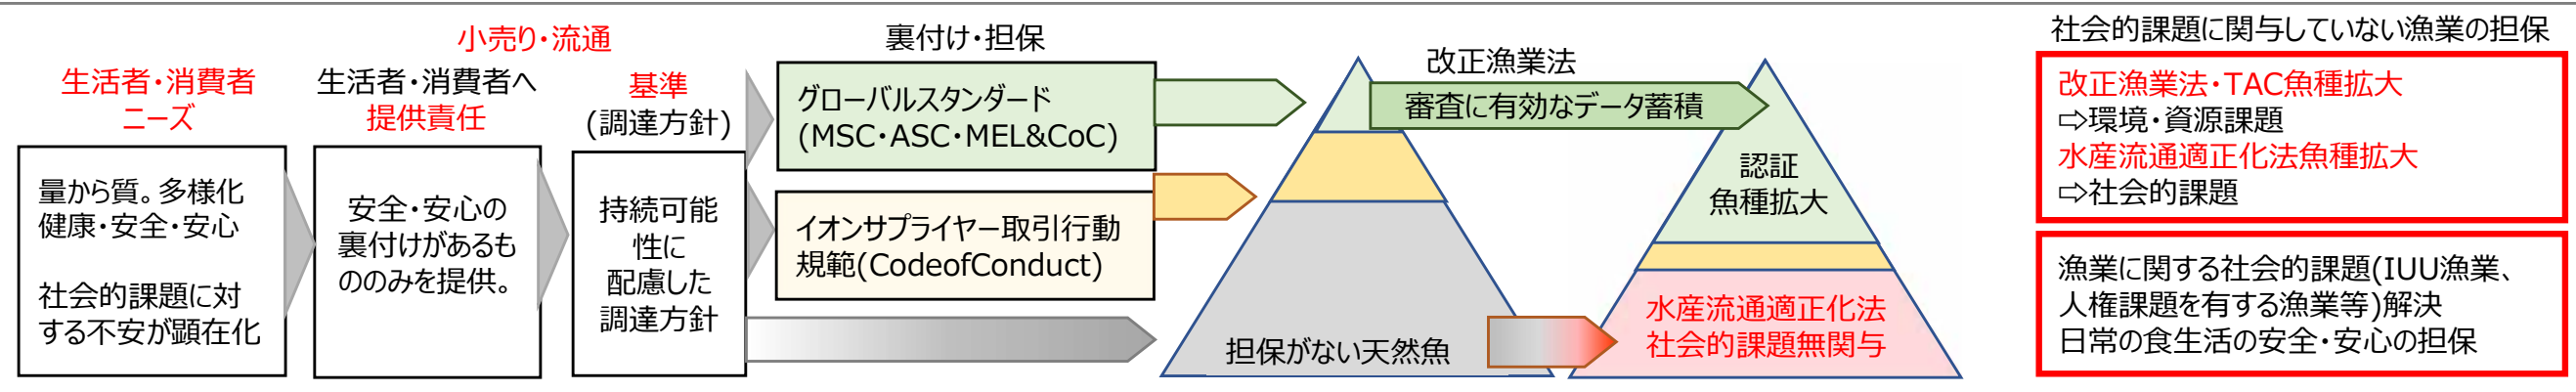 生活者・消費者
ニーズ
量から質。多様化
健康・安全・安心
社会的課題に対
する不安が顕在化
小売り・流通
生活者・消費者へ
提供責任
安全・安心の
裏付けがあるも
ののみを提供。
基準
(調達方針)
持続可能
性に
配慮した
調達方針
裏付け・担保
グローバルスタンダード
(MSC・ASC・MEL&CoC)
イオンサプライヤー取引行動
規範(CodeofConduct)
担保がない天然魚
改正漁業法
審査に有効なデータ蓄積
認証
魚種拡大
水産流通適正化法
社会的課題無関与
社会的課題に関与していない漁業の担保
改正漁業法・TAC魚種拡大
⇨環境・資源課題
水産流通適正化法魚種拡大
⇨社会的課題
漁業に関する社会的課題(IUU漁業、
人権課題を有する漁業等)解決
日常の食生活の安全・安心の担保